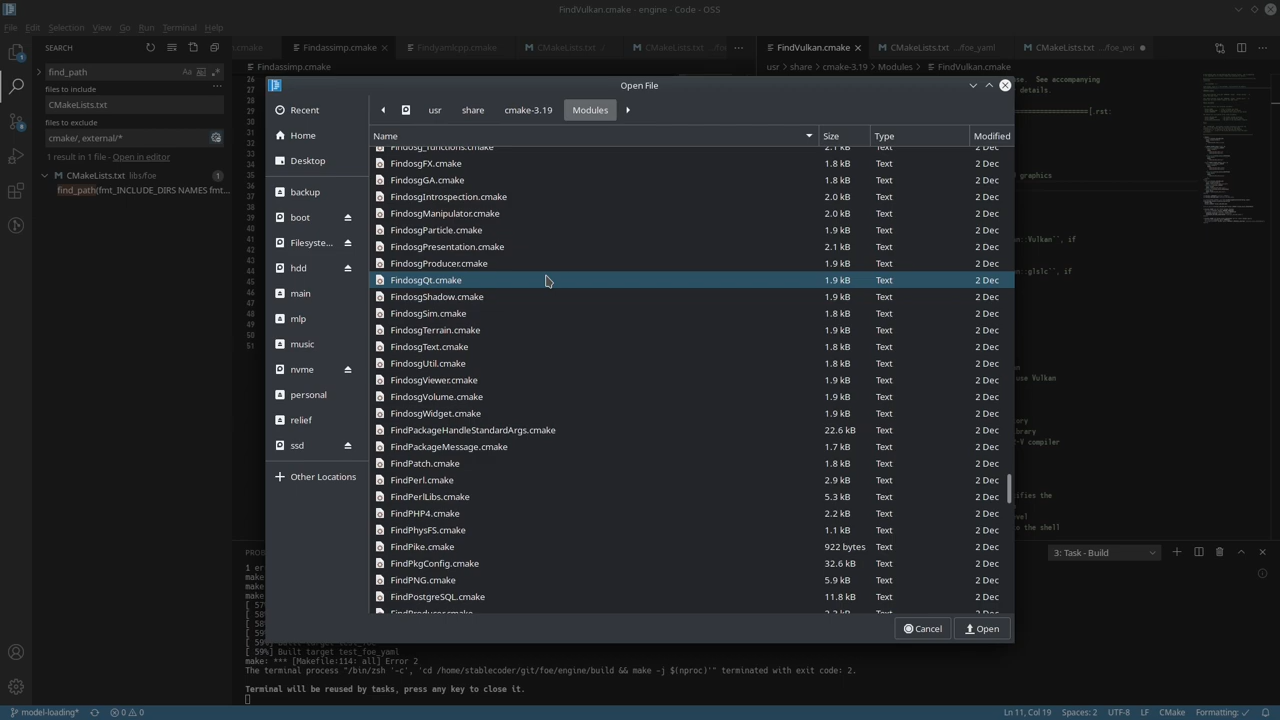 FindVulkan.cmake - engine - Code - OSS
File Edit Selection View Go Run Terminal Help
SEARCH
find_path
Aa
files to include
CMakeLists.txt
files to exclude
cmake/, external/*
1 result in 1 file - Open in editor
CMakeLists.txt libs/foe 1
find_path(fmt_INCLUDE_DIRS NAMES fmt...
Findassimp.cmake
Findyamlcpp.cmake
CMakeLists.txt
CMakeLists.txt
FindVulkan.cmake
CMakeLists.txt .../foe_yaml
CMakeLists.txt
Findassimp.cmake
usr > share > cmake-3.19 > Modules > FindVulkan.cmake
Open File
Recent
Home
Desktop
backup
boot
Filesyste...
hdd
main
mlp
music
nvme
personal
relief
ssd
Other Locations
usr share cmake-3.19 Modules
Name Size Type Modified
FindosgFX.cmake 1.8 kB Text 2 Dec
FindosgGA.cmake 1.8 kB Text 2 Dec
FindosgIntrospection.cmake 2.0 kB Text 2 Dec
FindosgManipulator.cmake 2.0 kB Text 2 Dec
FindosgParticle.cmake 1.9 kB Text 2 Dec
FindosgPresentation.cmake 2.1 kB Text 2 Dec
FindosgProducer.cmake 1.9 kB Text 2 Dec
FindosgQt.cmake 1.9 kB Text 2 Dec
FindosgShadow.cmake 1.9 kB Text 2 Dec
FindosgSim.cmake 1.8 kB Text 2 Dec
FindosgTerrain.cmake 1.9 kB Text 2 Dec
FindosgText.cmake 1.8 kB Text 2 Dec
FindosgUtil.cmake 1.8 kB Text 2 Dec
FindosgViewer.cmake 1.9 kB Text 2 Dec
FindosgVolume.cmake 1.9 kB Text 2 Dec
FindosgWidget.cmake 1.9 kB Text 2 Dec
FindPackageHandleStandardArgs.cmake 22.6 kB Text 2 Dec
FindPackageMessage.cmake 1.7 kB Text 2 Dec
FindPatch.cmake 1.8 kB Text 2 Dec
FindPerl.cmake 2.9 kB Text 2 Dec
FindPerlLibs.cmake 5.3 kB Text 2 Dec
FindPHP4.cmake 2.2 kB Text 2 Dec
FindPhysFS.cmake 1.1 kB Text 2 Dec
FindPike.cmake 922 bytes Text 2 Dec
FindPkgConfig.cmake 32.6 kB Text 2 Dec
FindPNG.cmake 5.9 kB Text 2 Dec
FindPostgreSQL.cmake 11.8 kB Text 2 Dec
Cancel Open
3: Task - Build
[ 59%] Built target test_foe_yaml
make: *** [Makefile:114: all] Error 2
The terminal process "/bin/zsh '-c', 'cd /home/stablecoder/git/foe/engine/build && make -j $(nproc)'" terminated with exit code: 2.
Terminal will be reused by tasks, press any key to close it.
model-loading* 0 0
Ln 11, Col 19 Spaces: 2 UTF-8 LF CMake Formatting: ✓